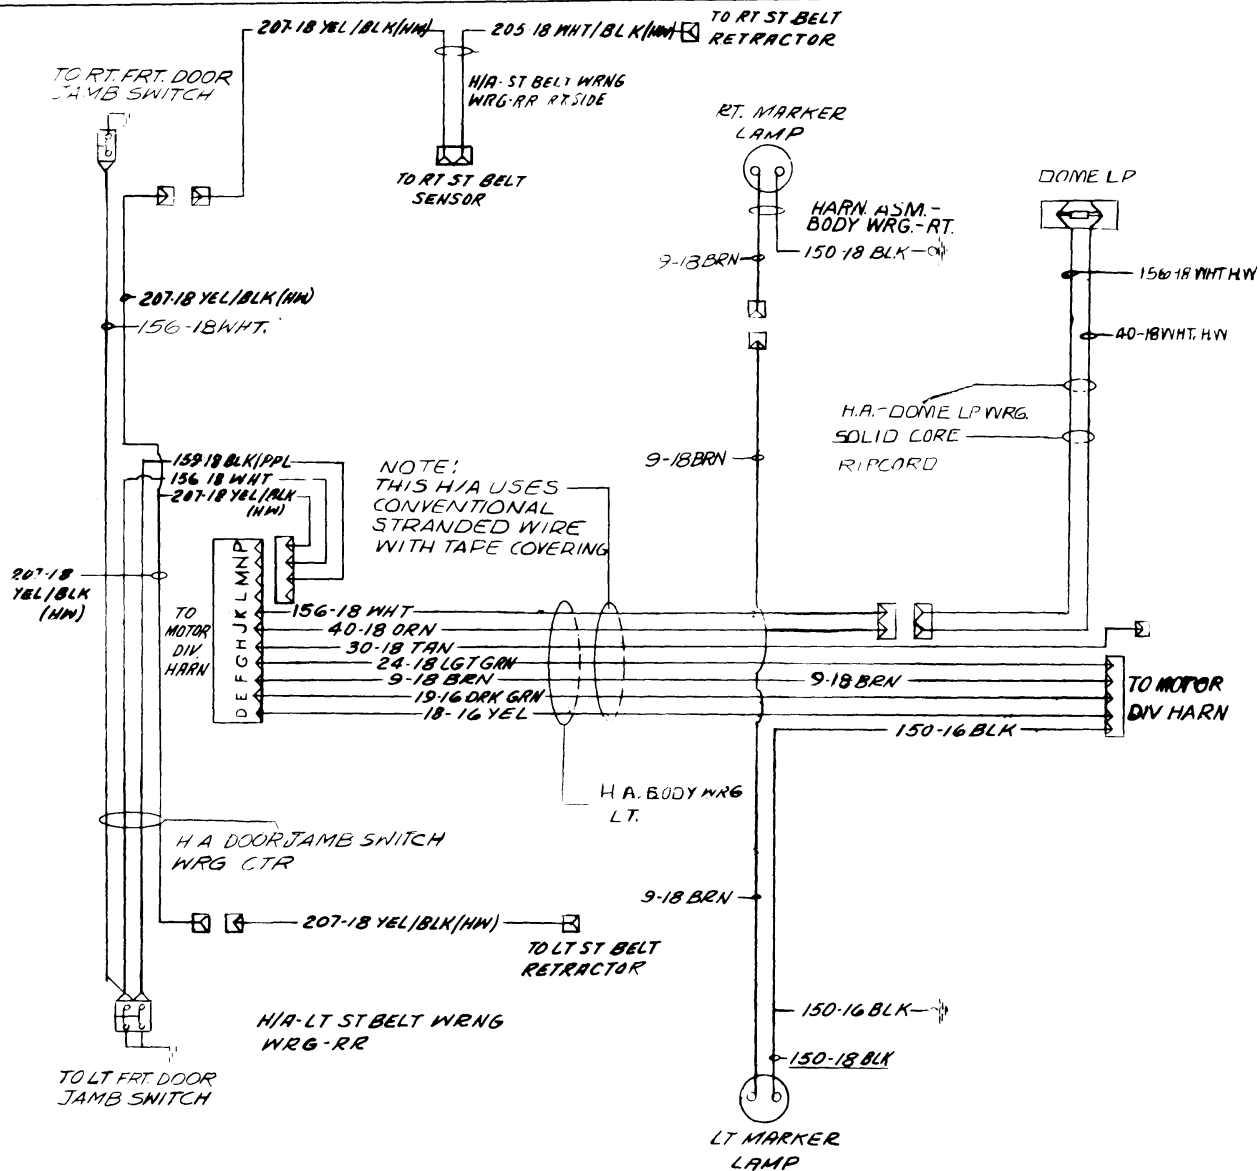 207-18 YEL/BLK(HW)
205-18 WHT/BLK(HW)
TO RT ST BELT
RETRACTOR
TO RT. FRT. DOOR
JAMB SWITCH
H/A-ST BELT WRNG
WRG-RR RT SIDE
TO RT ST BELT
SENSOR
RT. MARKER
LAMP
DOME LP
HARN. ASM.-
BODY WRG.-RT.
9-18 BRN
150-18 BLK
156-18 WHT HW
40-18 WHT. HW
207-18 YEL/BLK(HW)
156-18 WHT.
H.A.-DOME LP WRG.
SOLID CORE
RIPCORD
9-18 BRN
159-18 BLK/PPL
156 18 WHT
207-18 YEL/BLK
(HW)
NOTE:
THIS H/A USES
CONVENTIONAL
STRANDED WIRE
WITH TAPE COVERING
207-18
YEL/BLK
(HW)
TO
MOTOR
DIV.
HARN
D E F G H J K L M N P
156-18 WHT
40-18 ORN
30-18 TAN
24-18 LGT GRN
9-18 BRN
9-18 BRN
19-16 DRK GRN
18-16 YEL
150-16 BLK
TO MOTOR
DIV HARN
H A. BODY WRG
LT.
H A DOOR JAMB SWITCH
WRG CTR
9-18 BRN
207-18 YEL/BLK(HW)
TO LT ST BELT
RETRACTOR
H/A-LT ST BELT WRNG
WRG-RR
150-16 BLK
150-18 BLK
TO LT FRT. DOOR
JAMB SWITCH
LT MARKER
LAMP